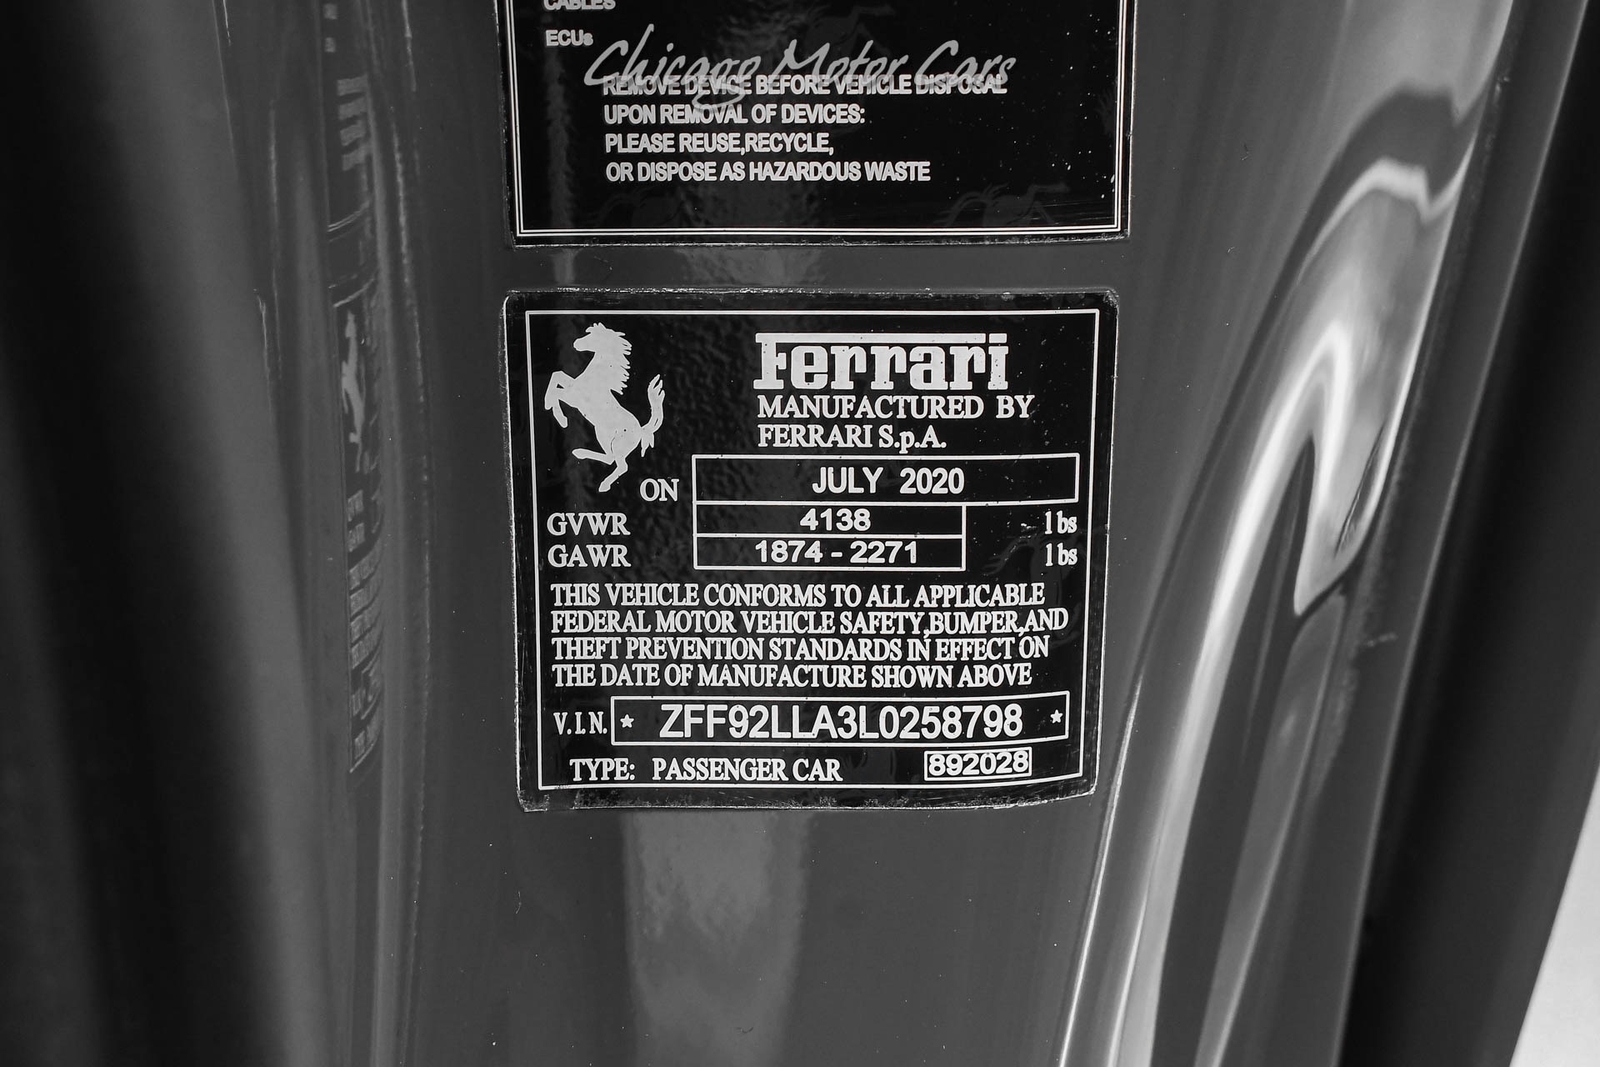 CABLES
ECUs
Chicago Motor Cars
REMOVE DEVICE BEFORE VEHICLE DISPOSAL
UPON REMOVAL OF DEVICES:
PLEASE REUSE,RECYCLE,
OR DISPOSE AS HAZARDOUS WASTE
Ferrari
MANUFACTURED BY
FERRARI S.p.A.
ON JULY 2020
GVWR 4138 lbs
GAWR 1874 - 2271 lbs
THIS VEHICLE CONFORMS TO ALL APPLICABLE
FEDERAL MOTOR VEHICLE SAFETY,BUMPER,AND
THEFT PREVENTION STANDARDS IN EFFECT ON
THE DATE OF MANUFACTURE SHOWN ABOVE
V.I.N. * ZFF92LLA3L0258798 *
TYPE: PASSENGER CAR 892028